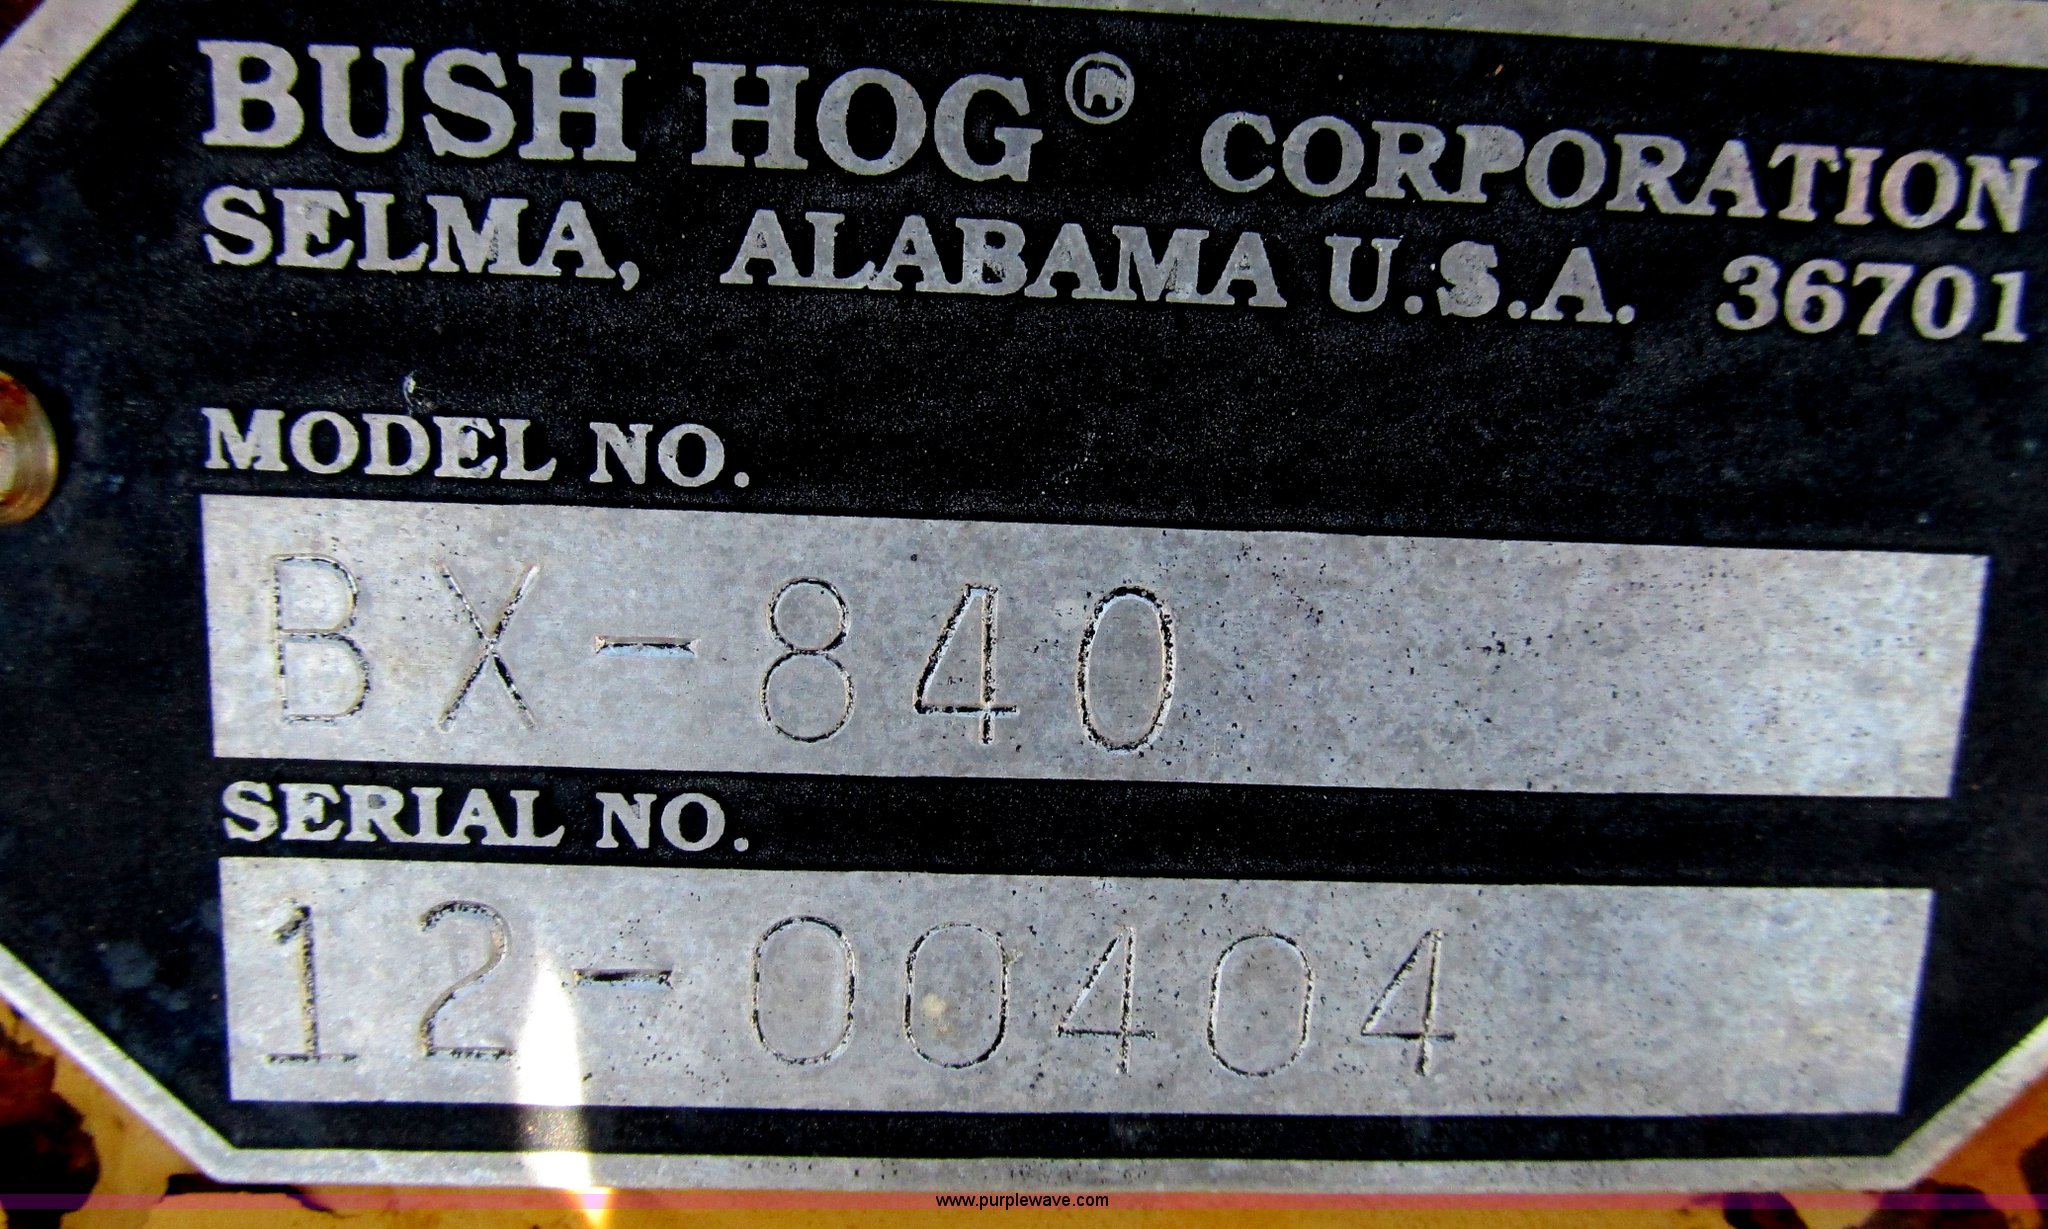 BUSH HOG® CORPORATION
SELMA, ALABAMA U.S.A. 36701
MODEL NO.
BX-840
SERIAL NO.
12-00404
www.purplewave.com